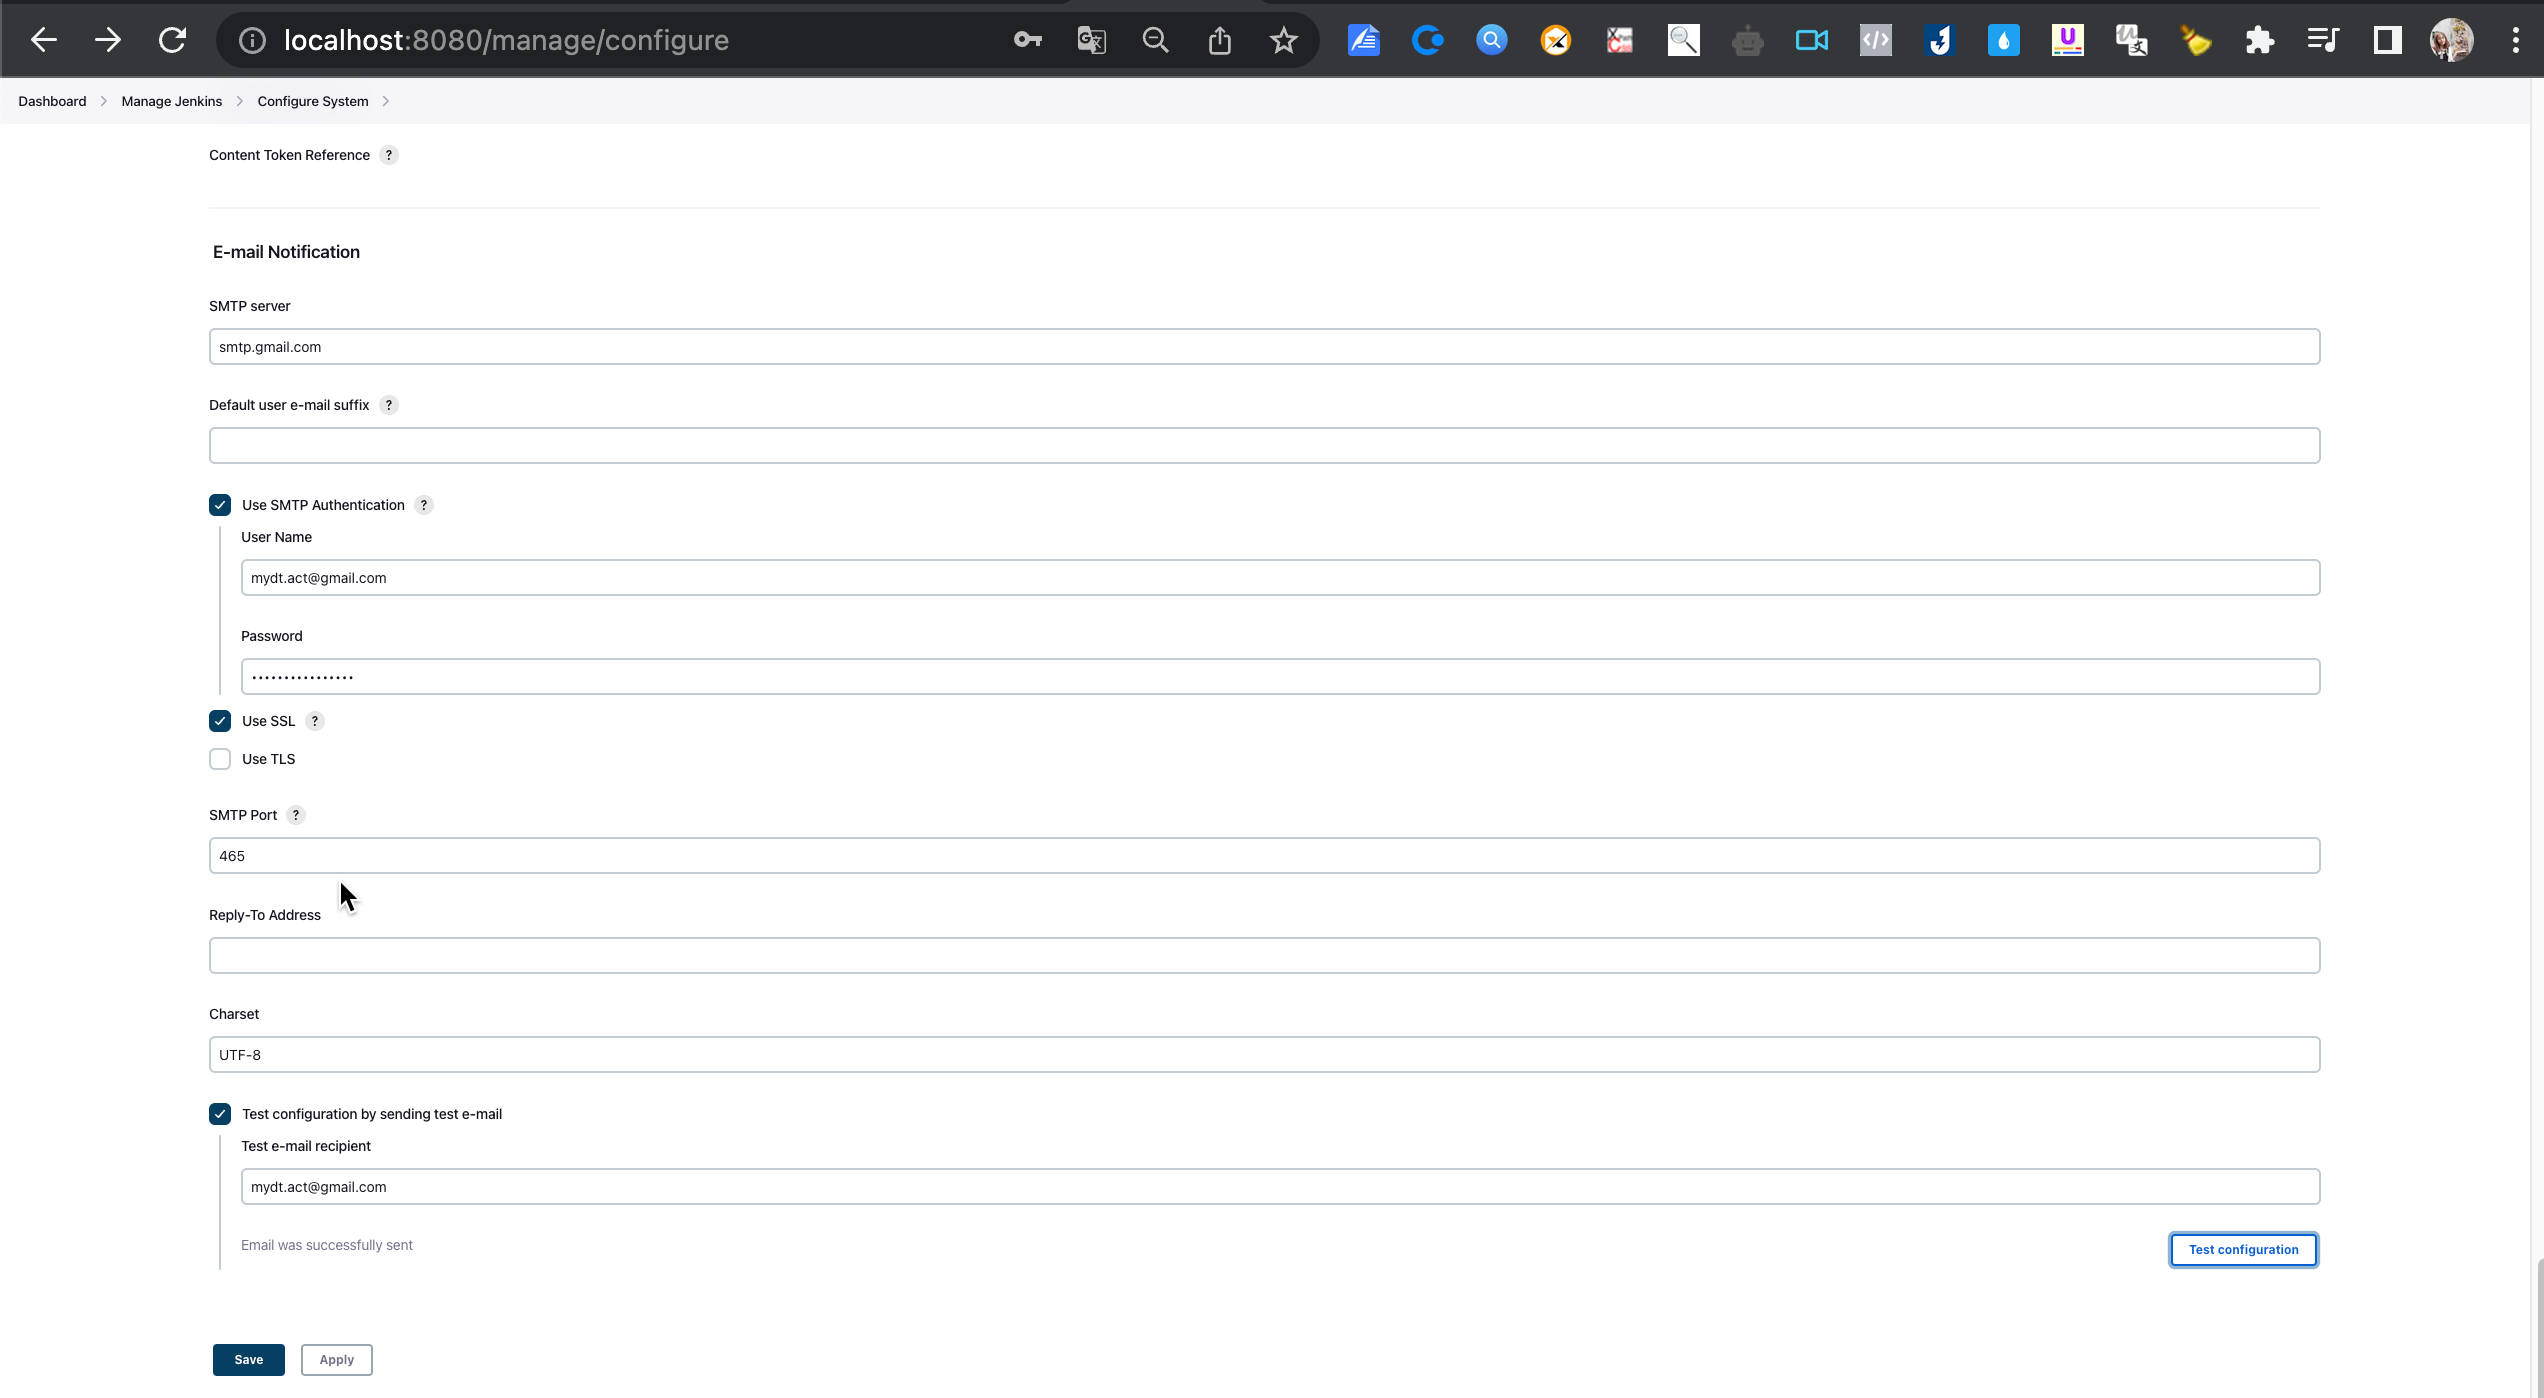 localhost:8080/manage/configure
Dashboard > Manage Jenkins > Configure System >
Content Token Reference ?
E-mail Notification
SMTP server
smtp.gmail.com
Default user e-mail suffix ?
Use SMTP Authentication ?
User Name
mydt.act@gmail.com
Password
••••••••••••••••
Use SSL ?
Use TLS
SMTP Port ?
465
Reply-To Address
Charset
UTF-8
Test configuration by sending test e-mail
Test e-mail recipient
mydt.act@gmail.com
Email was successfully sent
Test configuration
Save
Apply